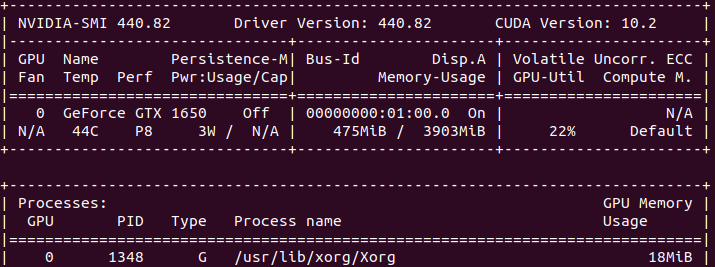 +-----------------------------------------------------------------------------+
| NVIDIA-SMI 440.82       Driver Version: 440.82       CUDA Version: 10.2     |
|-------------------------------+----------------------+----------------------+
| GPU  Name        Persistence-M| Bus-Id        Disp.A | Volatile Uncorr. ECC |
| Fan  Temp  Perf  Pwr:Usage/Cap|         Memory-Usage | GPU-Util  Compute M. |
|===============================+======================+======================|
|   0  GeForce GTX 1650    Off  | 00000000:01:00.0  On |                  N/A |
| N/A   44C    P8     3W /  N/A |    475MiB /  3903MiB |     22%      Default |
+-------------------------------+----------------------+----------------------+
+-----------------------------------------------------------------------------+
| Processes:                                                       GPU Memory |
|  GPU       PID   Type   Process name                             Usage      |
|=============================================================================|
|    0      1348      G   /usr/lib/xorg/Xorg                            18MiB |